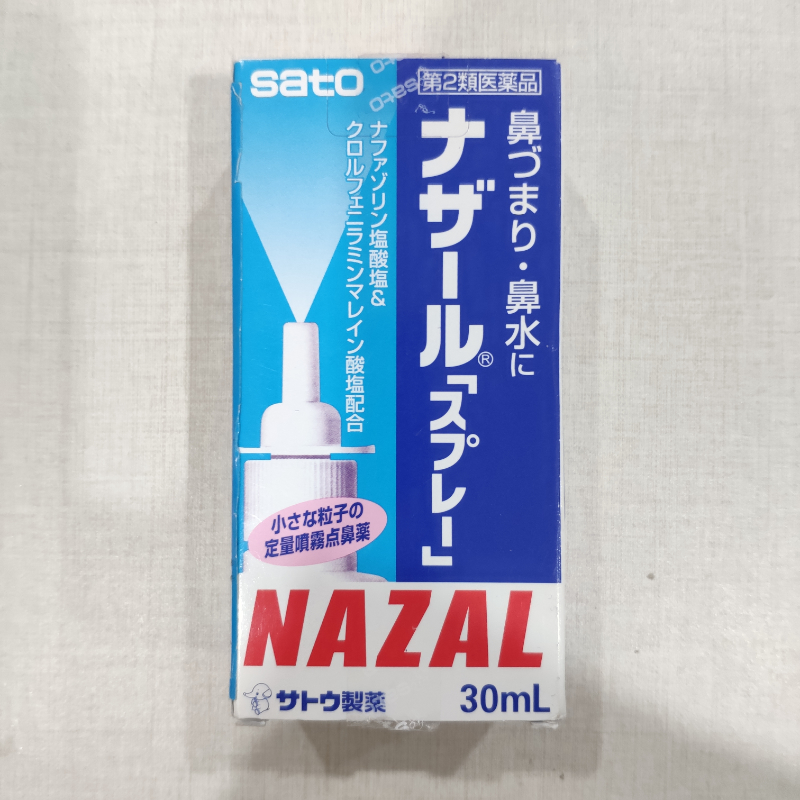 sato
第2類医薬品
鼻づまり・鼻水に
ナザール®「スプレー」
ナファゾリン塩酸塩&
クロルフェニラミンマレイン酸塩配合
小さな粒子の
定量噴霧点鼻薬
NAZAL
サトウ製薬
30mL